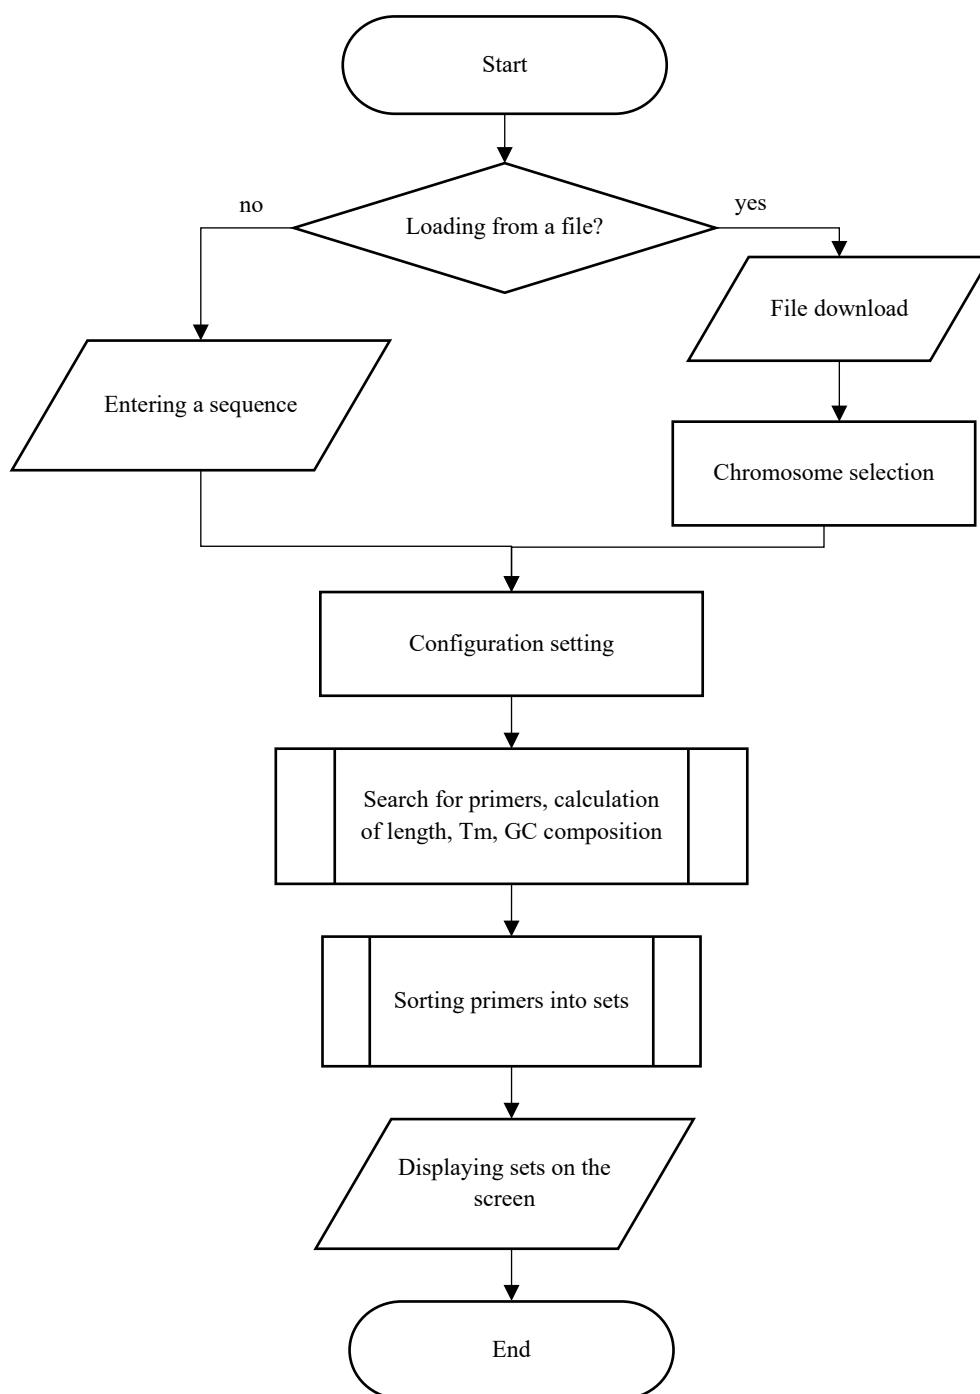 Start
no
yes
Loading from a file?
File download
Entering a sequence
Chromosome selection
Configuration setting
Search for primers, calculation
of length, Tm, GC composition
Sorting primers into sets
Displaying sets on the
screen
End